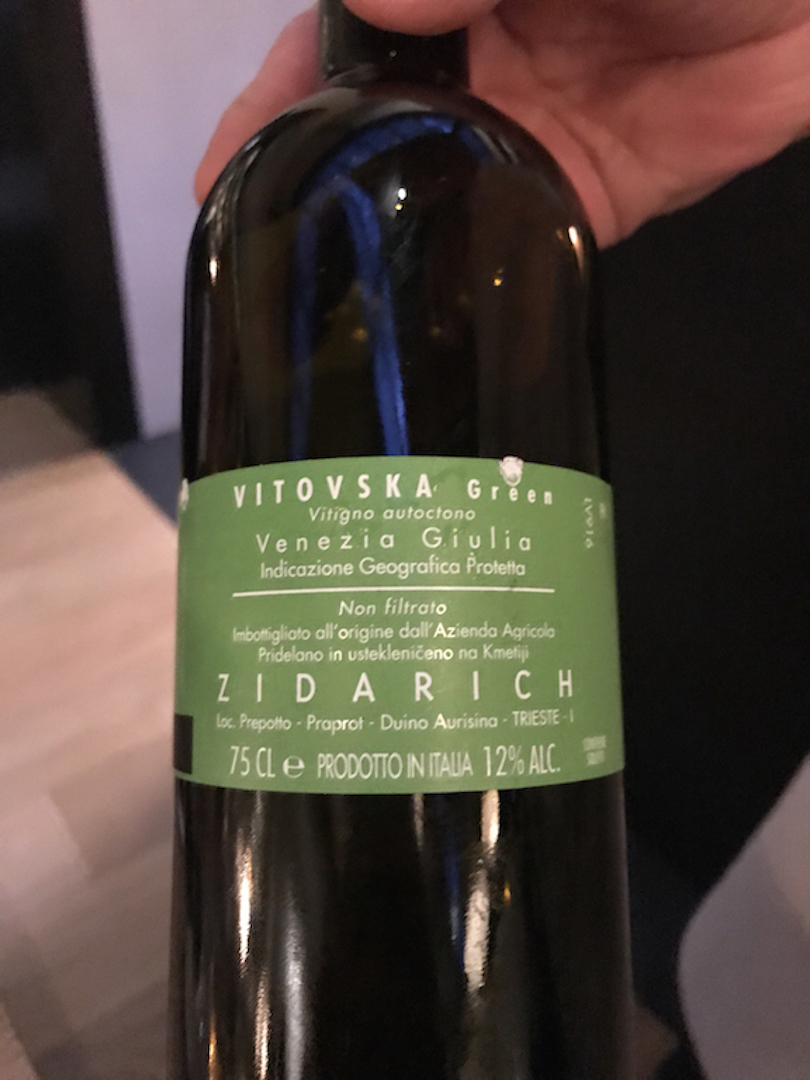 VITOVSKA Green
Vitigno autoctono
Venezia Giulia
Indicazione Geografica Protetta
Non filtrato
Imbottigliato all'origine dall'Azienda Agricola
Pridelano in ustekleničeno na Kmetiji
ZIDARICH
Loc. Prepotto - Praprot - Duino Aurisina - TRIESTE - I
75 CL e PRODOTTO IN ITALIA 12% ALC.
LV916